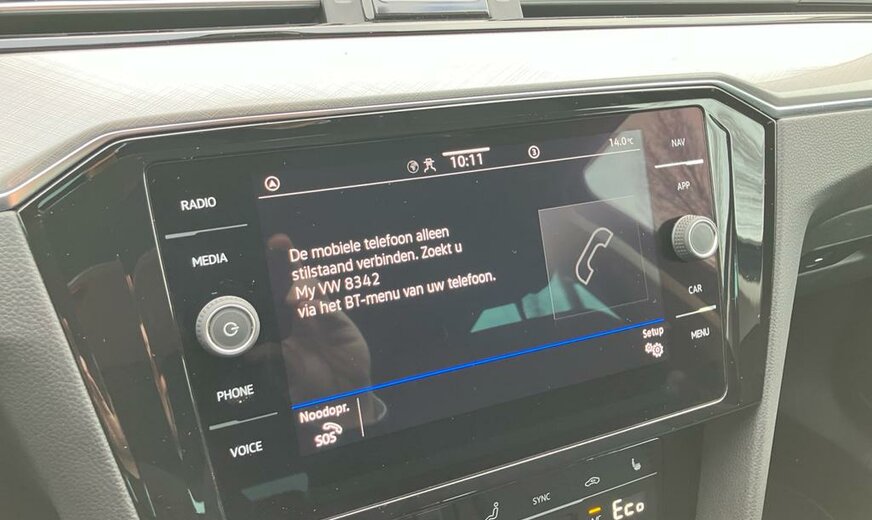 RADIO
MEDIA
PHONE
VOICE
10:11
3
14.0°C
De mobiele telefoon alleen
stilstaand verbinden. Zoekt u
My VW 8342
via het BT-menu van uw telefoon.
Setup
Noodopr.
SOS
NAV
APP
CAR
MENU
SYNC
Eco